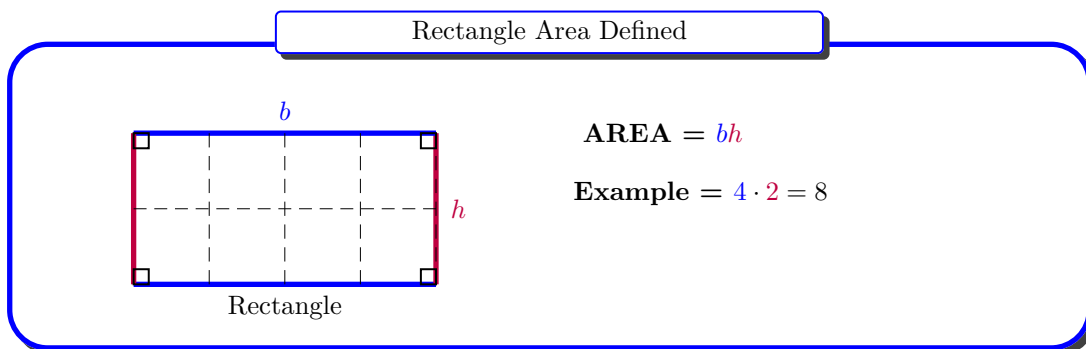 Rectangle Area Defined
b
AREA = bh
Example = 4 · 2 = 8
h
Rectangle